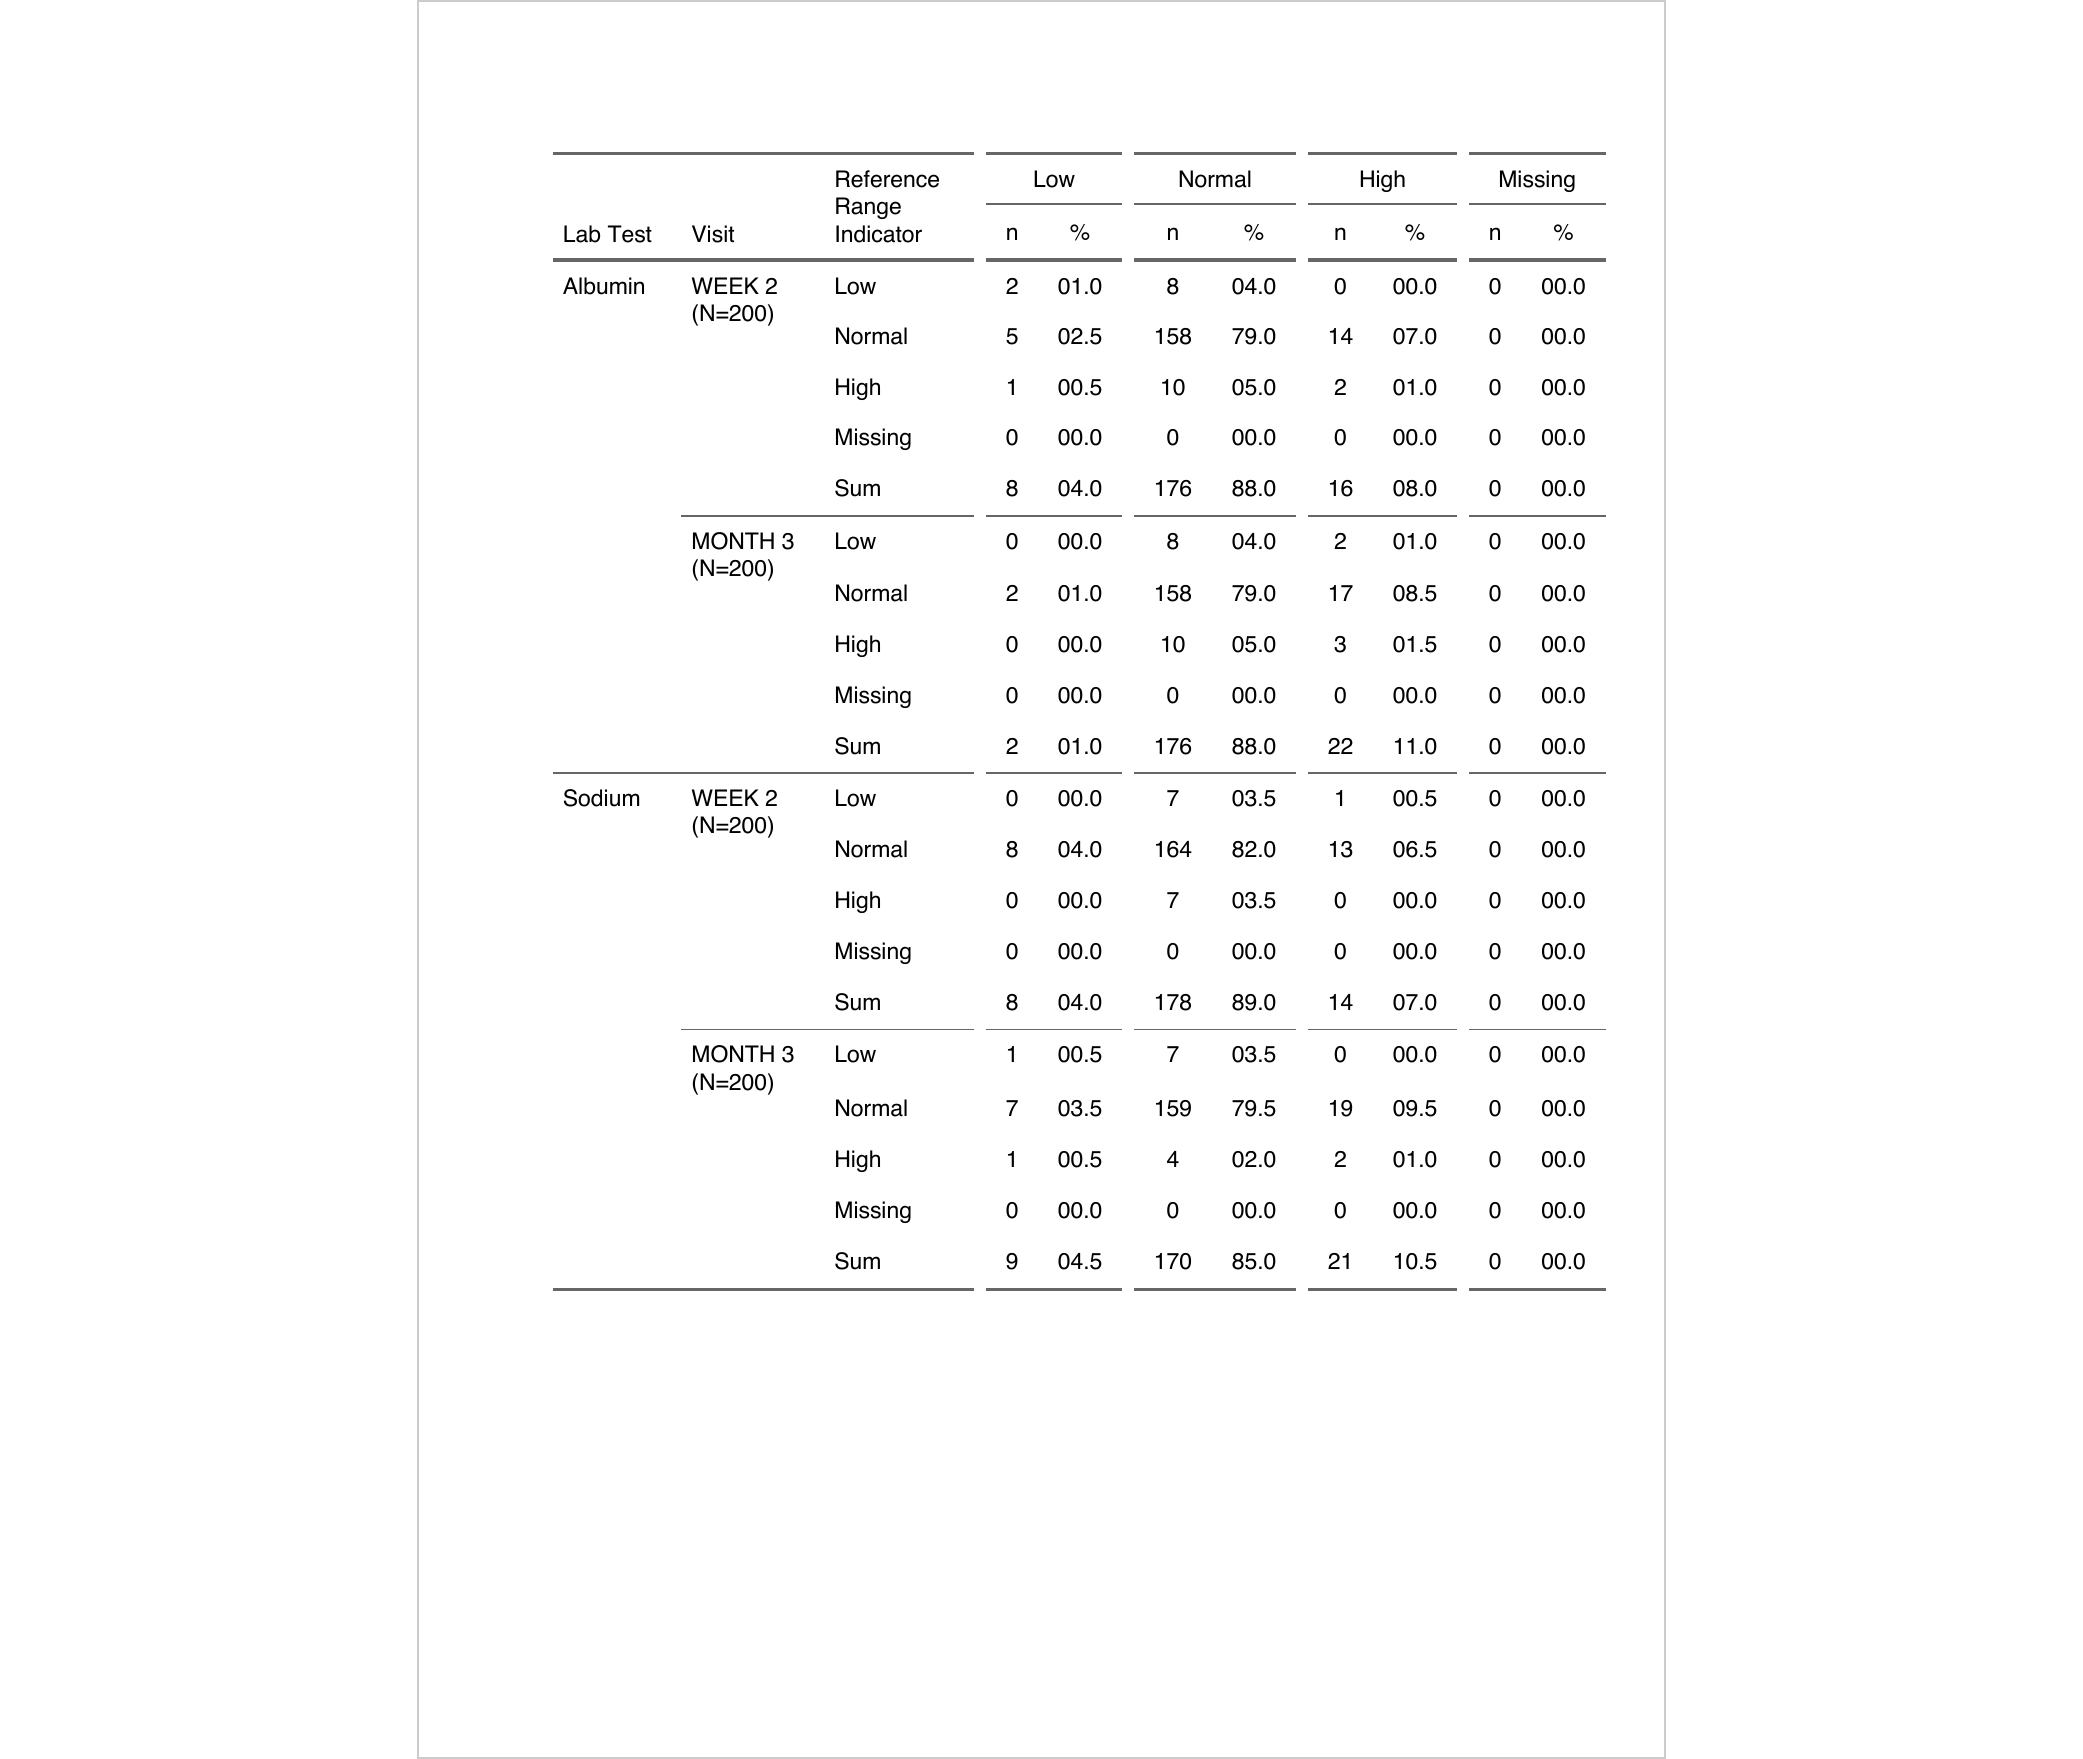 Reference Low Normal High Missing
Range
Lab Test Visit Indicator n % n % n % n %
Albumin WEEK 2 Low 2 01.0 8 04.0 0 00.0 0 00.0
(N=200)
Normal 5 02.5 158 79.0 14 07.0 0 00.0
High 1 00.5 10 05.0 2 01.0 0 00.0
Missing 0 00.0 0 00.0 0 00.0 0 00.0
Sum 8 04.0 176 88.0 16 08.0 0 00.0
MONTH 3 Low 0 00.0 8 04.0 2 01.0 0 00.0
(N=200)
Normal 2 01.0 158 79.0 17 08.5 0 00.0
High 0 00.0 10 05.0 3 01.5 0 00.0
Missing 0 00.0 0 00.0 0 00.0 0 00.0
Sum 2 01.0 176 88.0 22 11.0 0 00.0
Sodium WEEK 2 Low 0 00.0 7 03.5 1 00.5 0 00.0
(N=200)
Normal 8 04.0 164 82.0 13 06.5 0 00.0
High 0 00.0 7 03.5 0 00.0 0 00.0
Missing 0 00.0 0 00.0 0 00.0 0 00.0
Sum 8 04.0 178 89.0 14 07.0 0 00.0
MONTH 3 Low 1 00.5 7 03.5 0 00.0 0 00.0
(N=200)
Normal 7 03.5 159 79.5 19 09.5 0 00.0
High 1 00.5 4 02.0 2 01.0 0 00.0
Missing 0 00.0 0 00.0 0 00.0 0 00.0
Sum 9 04.5 170 85.0 21 10.5 0 00.0